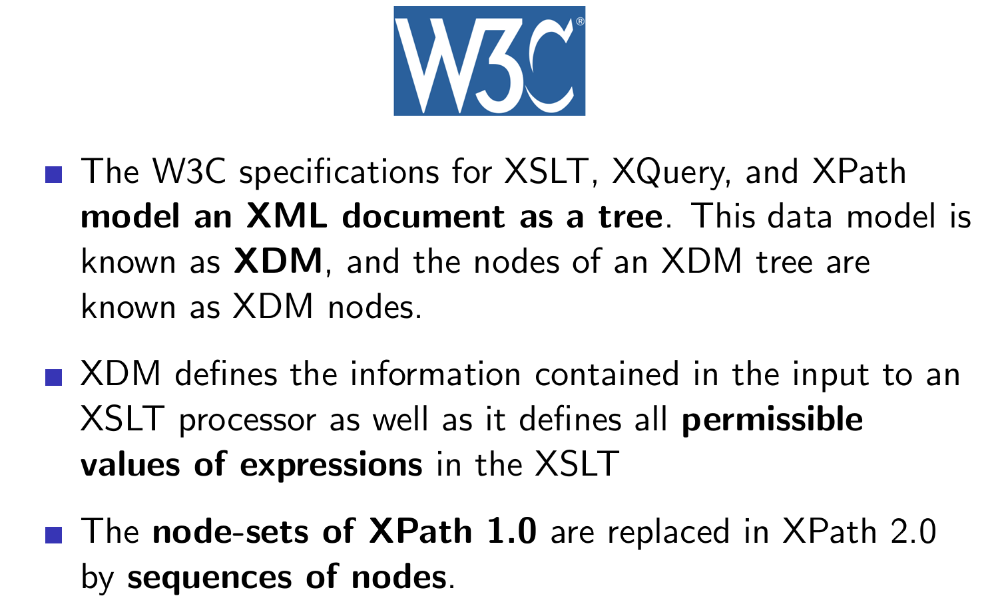 W3C®
The W3C specifications for XSLT, XQuery, and XPath
model an XML document as a tree. This data model is
known as XDM, and the nodes of an XDM tree are
known as XDM nodes.
XDM defines the information contained in the input to an
XSLT processor as well as it defines all permissible
values of expressions in the XSLT
The node-sets of XPath 1.0 are replaced in XPath 2.0
by sequences of nodes.